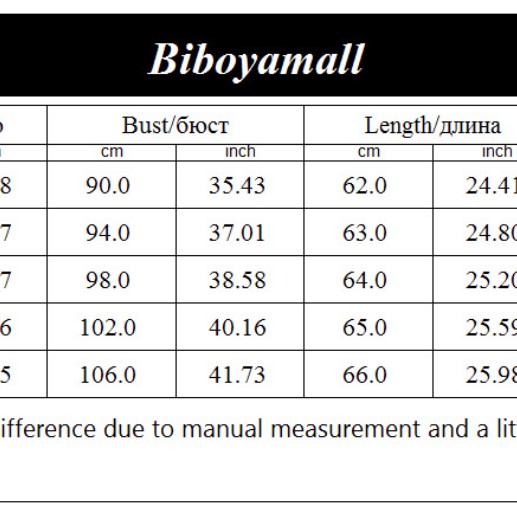 Biboyamall
о Bust/бюст Length/длина
cm inch cm inch
8 90.0 35.43 62.0 24.41
7 94.0 37.01 63.0 24.80
7 98.0 38.58 64.0 25.20
6 102.0 40.16 65.0 25.59
5 106.0 41.73 66.0 25.98
ifference due to manual measurement and a lit